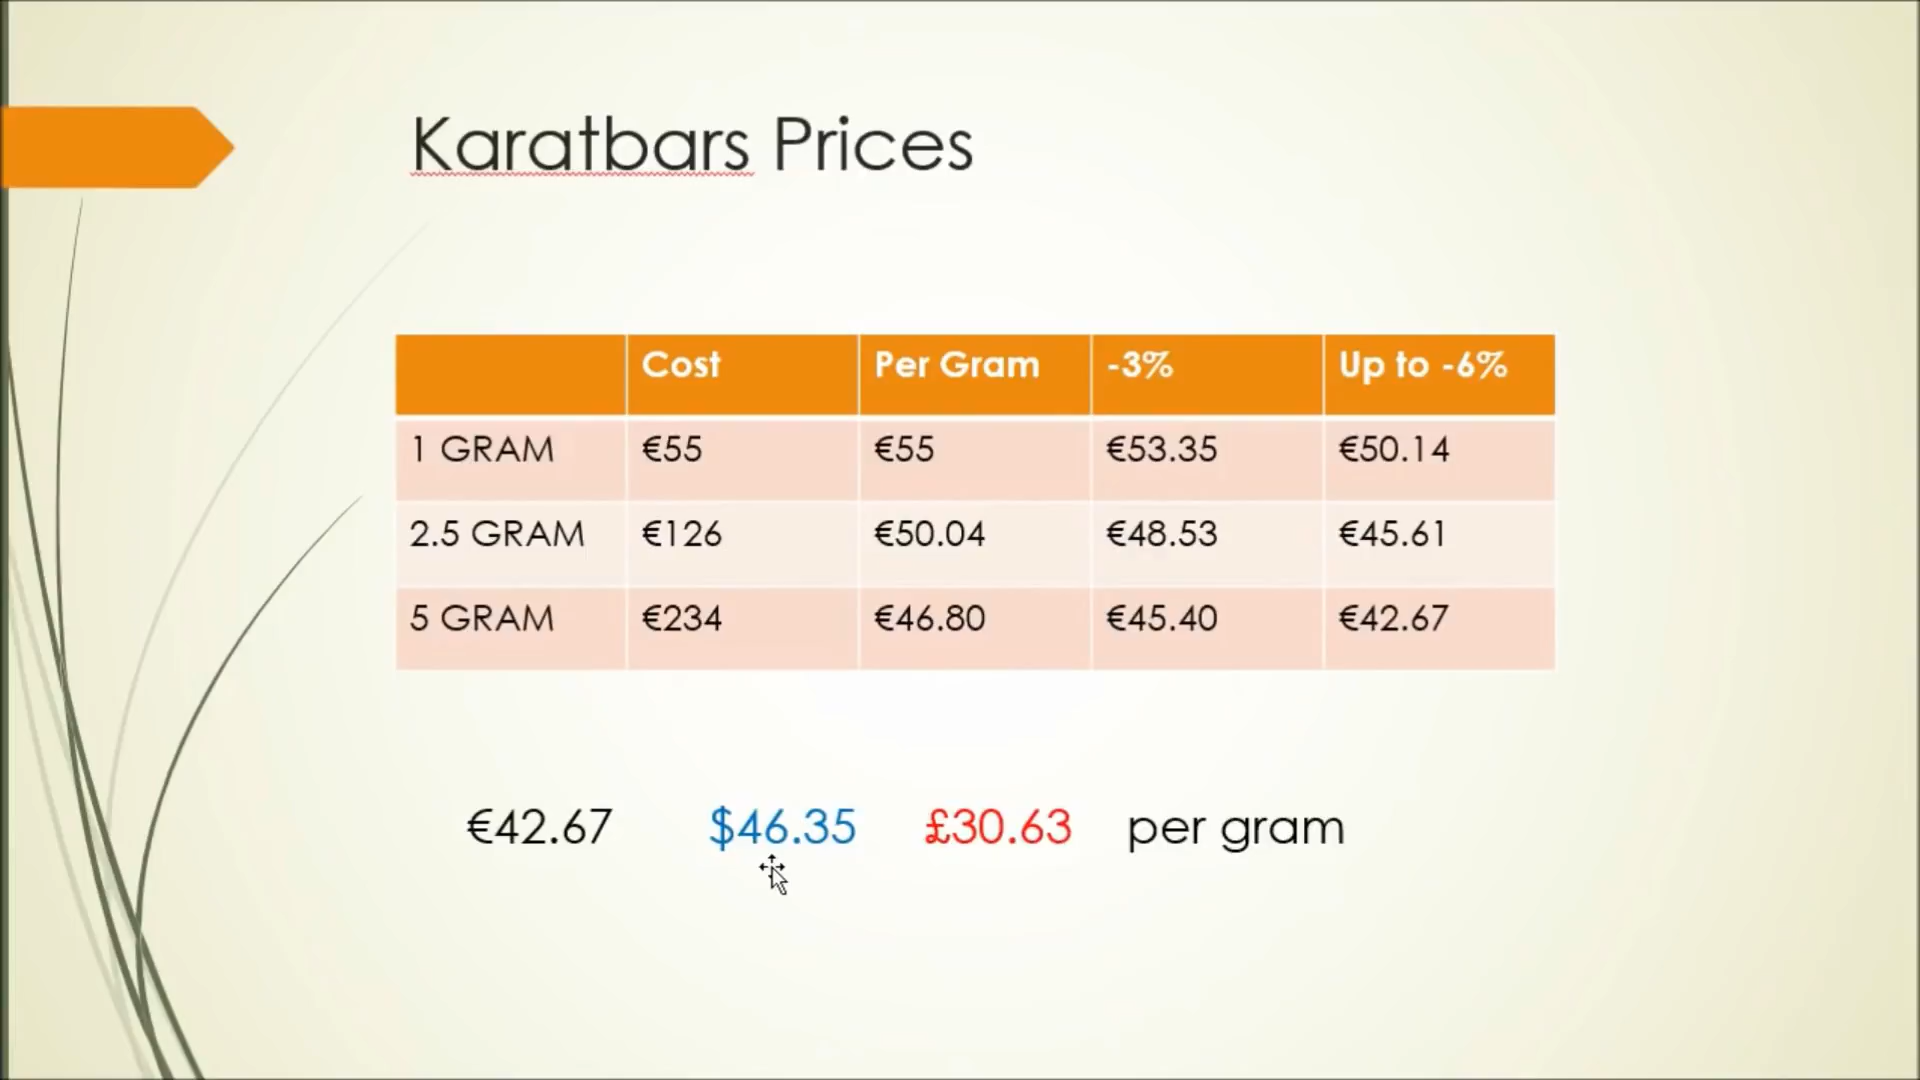 Karatbars Prices
Cost Per Gram -3% Up to -6%
1 GRAM €55 €55 €53.35 €50.14
2.5 GRAM €126 €50.04 €48.53 €45.61
5 GRAM €234 €46.80 €45.40 €42.67
€42.67 $46.35 £30.63 per gram